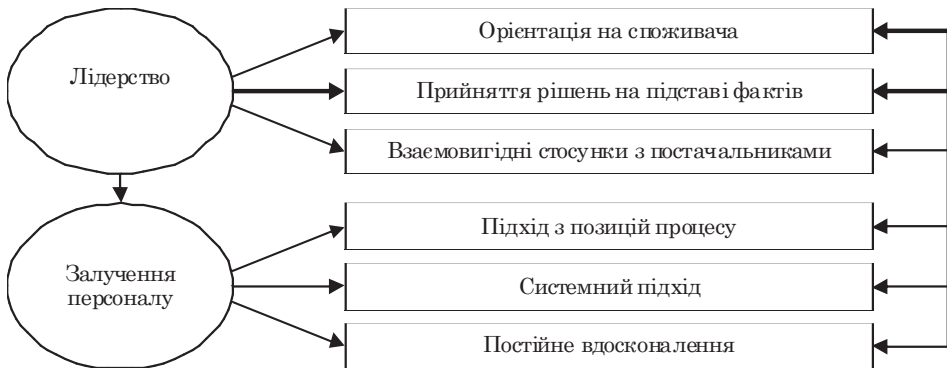 Лідерство
Орієнтація на споживача
Прийняття рішень на підставі фактів
Взаємовигідні стосунки з постачальниками
Залучення
персоналу
Підхід з позицій процесу
Системний підхід
Постійне вдосконалення